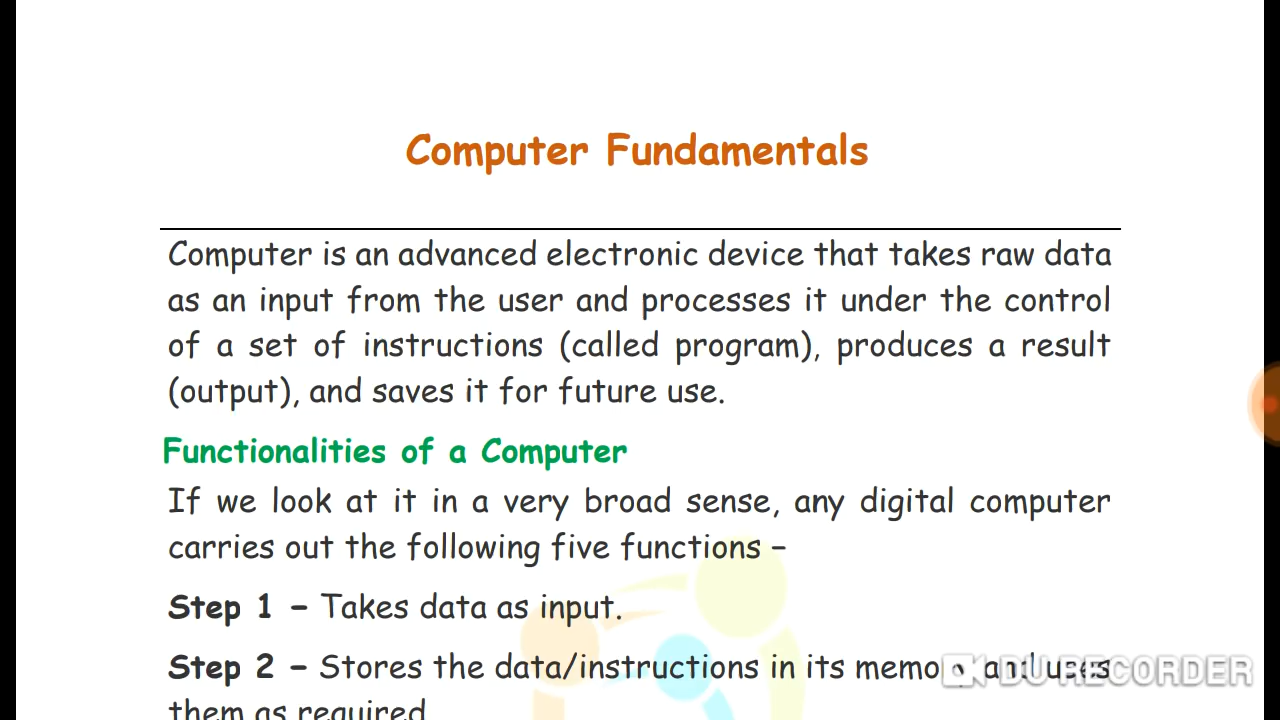 Computer Fundamentals
Computer is an advanced electronic device that takes raw data
as an input from the user and processes it under the control
of a set of instructions (called program), produces a result
(output), and saves it for future use.
Functionalities of a Computer
If we look at it in a very broad sense, any digital computer
carries out the following five functions –
Step 1 – Takes data as input.
Step 2 – Stores the data/instructions in its memory and uses
them as required
DU RECORDER